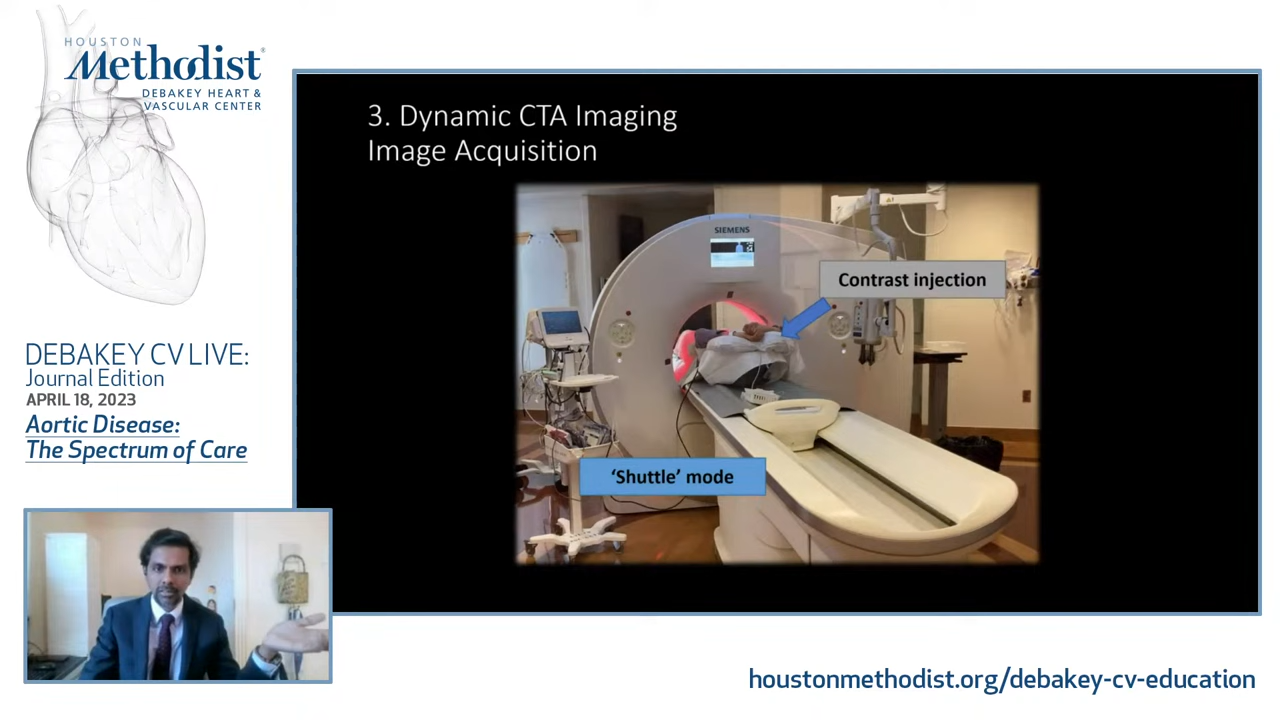 HOUSTON
Methodist®
DEBAKEY HEART &
VASCULAR CENTER
DEBAKEY CV LIVE:
Journal Edition
APRIL 18, 2023
Aortic Disease:
The Spectrum of Care
3. Dynamic CTA Imaging
Image Acquisition
SIEMENS
Contrast injection
‘Shuttle’ mode
houstonmethodist.org/debakey-cv-education